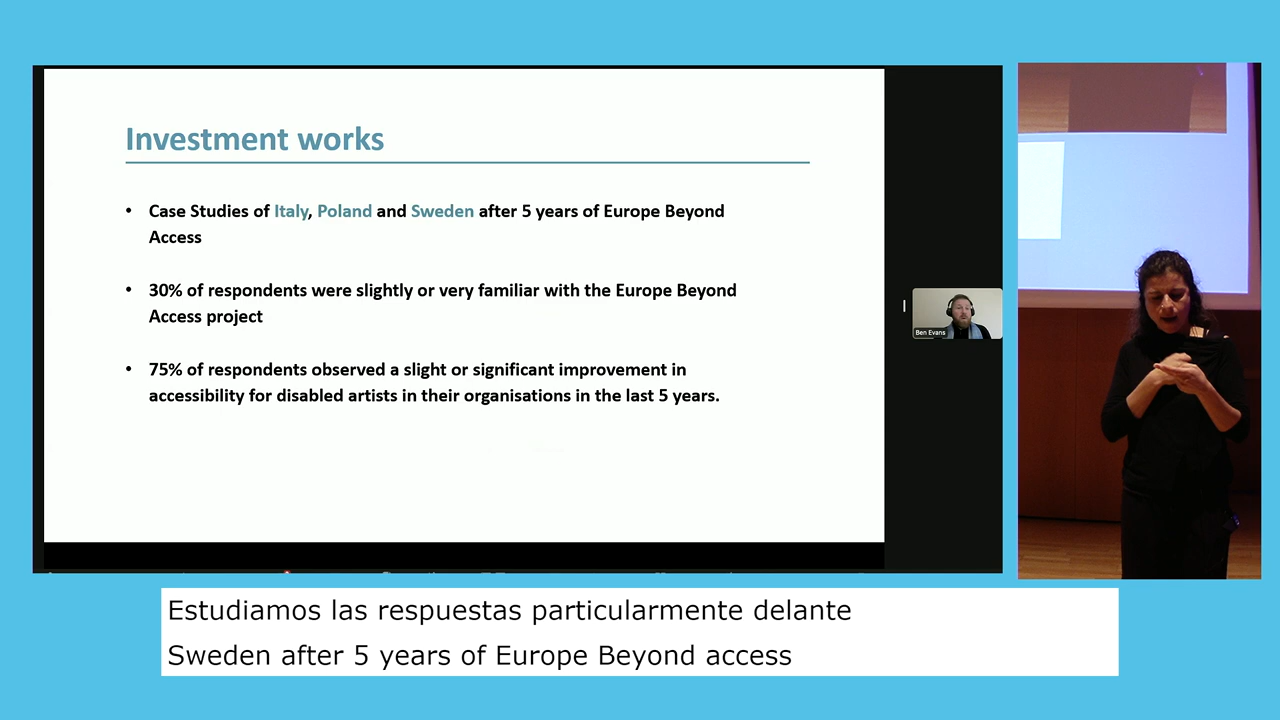 Investment works
• Case Studies of Italy, Poland and Sweden after 5 years of Europe Beyond
Access
• 30% of respondents were slightly or very familiar with the Europe Beyond
Access project
• 75% of respondents observed a slight or significant improvement in
accessibility for disabled artists in their organisations in the last 5 years.
Ben Evans
Estudiamos las respuestas particularmente delante
Sweden after 5 years of Europe Beyond access